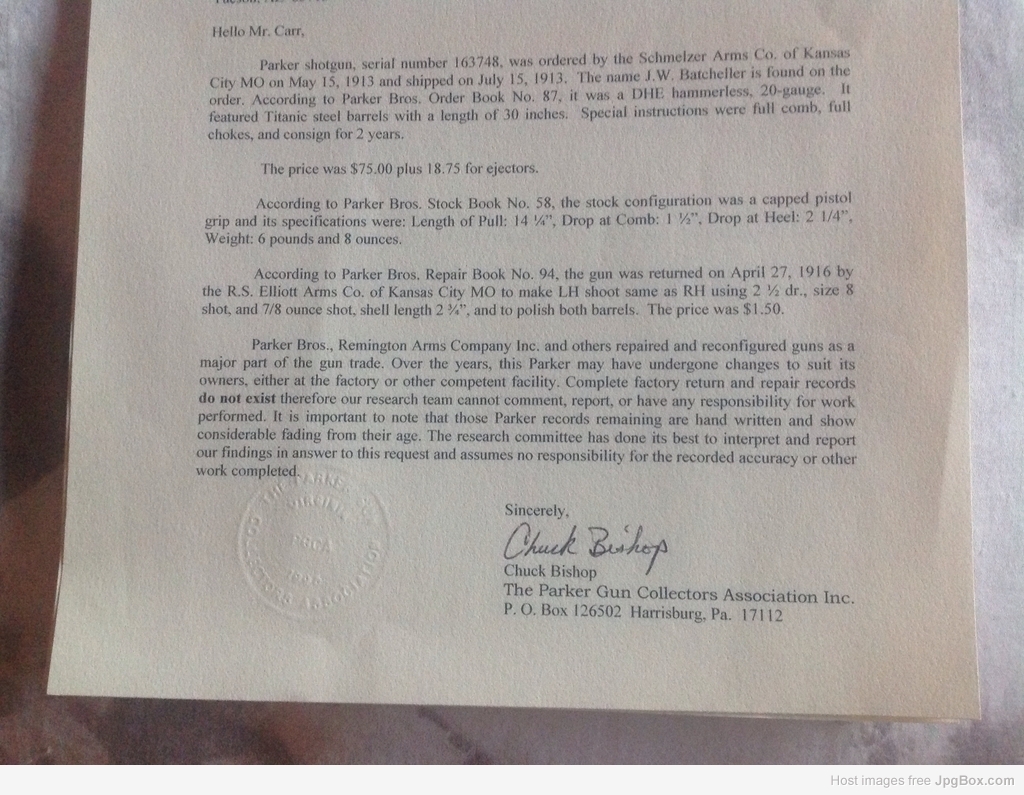 Hello Mr. Carr,
Parker shotgun, serial number 163748, was ordered by the Schmelzer Arms Co. of Kansas
City MO on May 15, 1913 and shipped on July 15, 1913. The name J.W. Batcheller is found on the
order. According to Parker Bros. Order Book No. 87, it was a DHE hammerless, 20-gauge. It
featured Titanic steel barrels with a length of 30 inches. Special instructions were full comb, full
chokes, and consign for 2 years.
The price was $75.00 plus 18.75 for ejectors.
According to Parker Bros. Stock Book No. 58, the stock configuration was a capped pistol
grip and its specifications were: Length of Pull: 14 ¼”, Drop at Comb: 1 ½”, Drop at Heel: 2 1/4”,
Weight: 6 pounds and 8 ounces.
According to Parker Bros. Repair Book No. 94, the gun was returned on April 27, 1916 by
the R.S. Elliott Arms Co. of Kansas City MO to make LH shoot same as RH using 2 ½ dr., size 8
shot, and 7/8 ounce shot, shell length 2 ¾”, and to polish both barrels. The price was $1.50.
Parker Bros., Remington Arms Company Inc. and others repaired and reconfigured guns as a
major part of the gun trade. Over the years, this Parker may have undergone changes to suit its
owners, either at the factory or other competent facility. Complete factory return and repair records
do not exist therefore our research team cannot comment, report, or have any responsibility for work
performed. It is important to note that those Parker records remaining are hand written and show
considerable fading from their age. The research committee has done its best to interpret and report
our findings in answer to this request and assumes no responsibility for the recorded accuracy or other
work completed.
THE PARKER GUN
COLLECTORS ASSOCIATION
VIRGINIA
PGCA
Sincerely,
Chuck Bishop
Chuck Bishop
The Parker Gun Collectors Association Inc.
P. O. Box 126502 Harrisburg, Pa. 17112
Host images free JpgBox.com